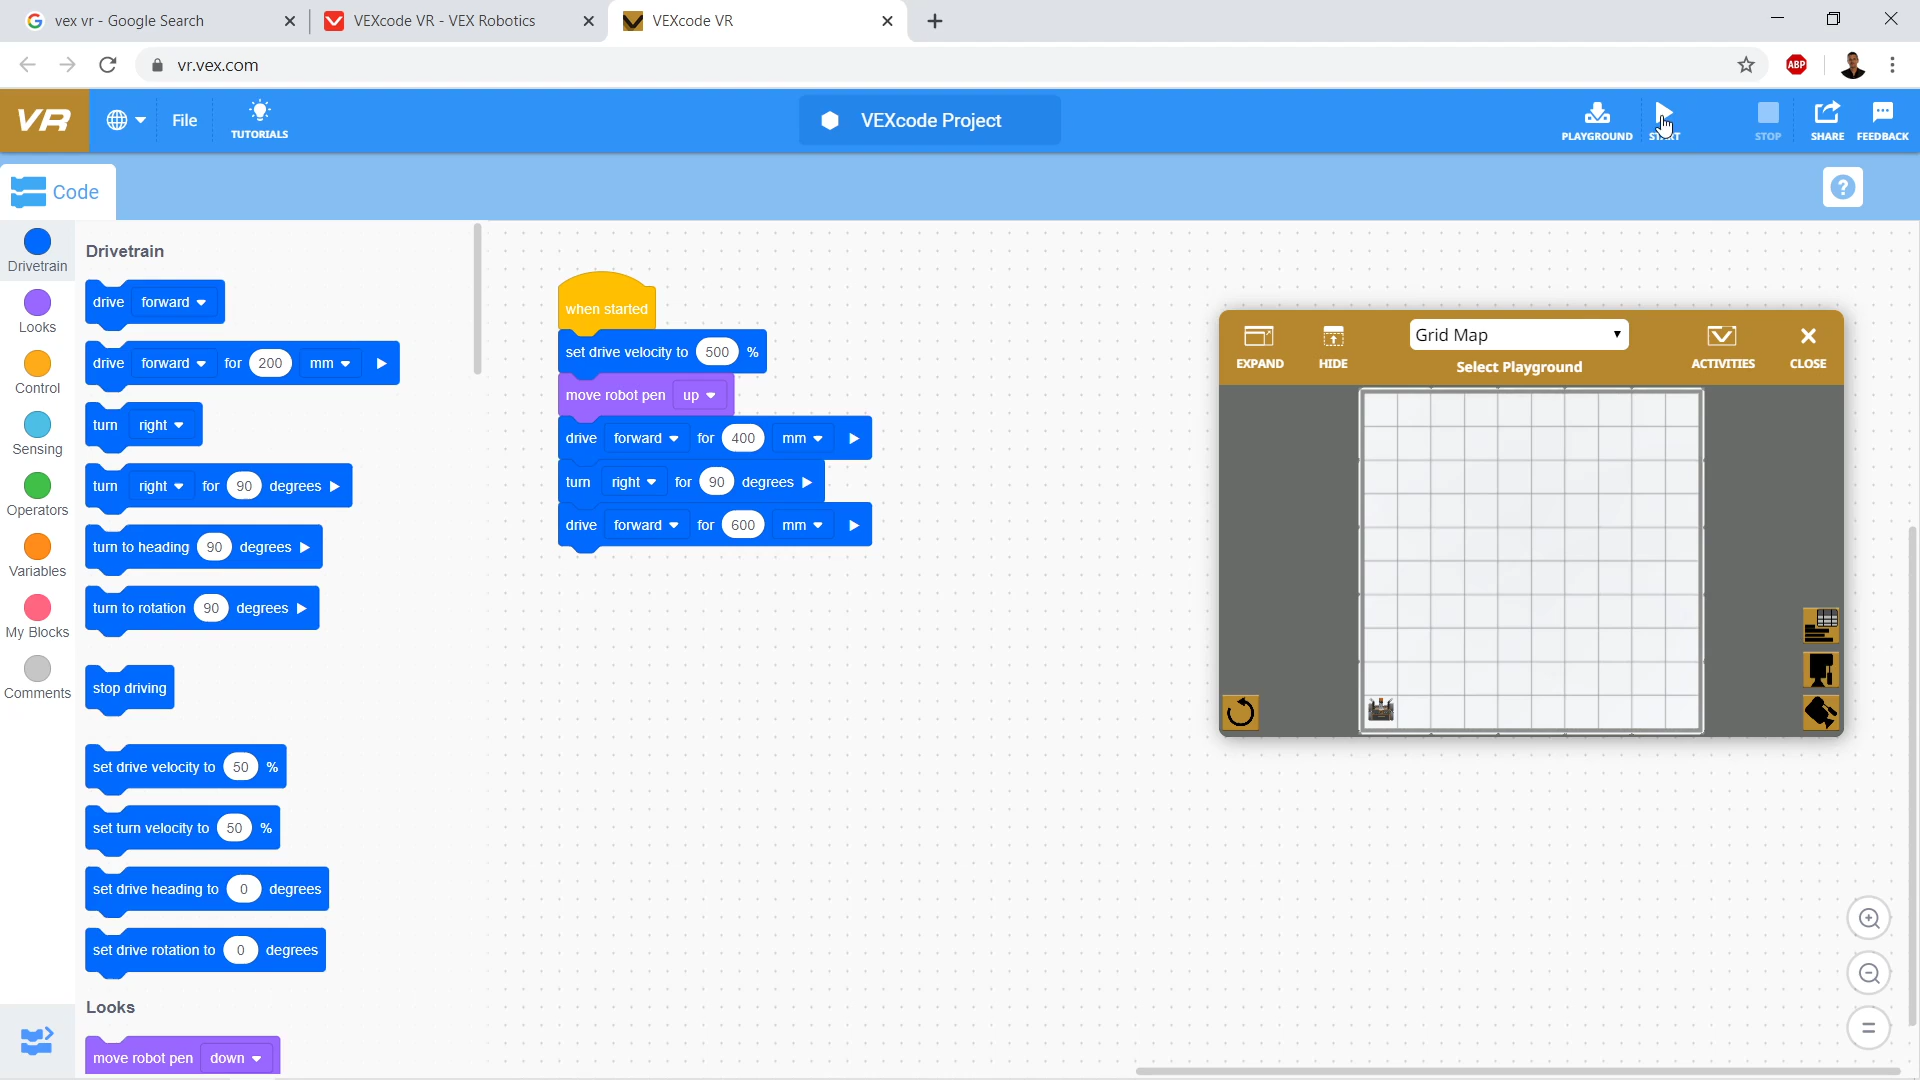 vex vr - Google Search
VEXcode VR - VEX Robotics
VEXcode VR
vr.vex.com
ABP
VR
File
TUTORIALS
VEXcode Project
PLAYGROUND
START
STOP
SHARE
FEEDBACK
Code
?
Drivetrain
Looks
Control
Sensing
Operators
Variables
My Blocks
Comments
Drivetrain
drive forward
drive forward for 200 mm
turn right
turn right for 90 degrees
turn to heading 90 degrees
turn to rotation 90 degrees
stop driving
set drive velocity to 50 %
set turn velocity to 50 %
set drive heading to 0 degrees
set drive rotation to 0 degrees
Looks
move robot pen down
when started
set drive velocity to 500 %
move robot pen up
drive forward for 400 mm
turn right for 90 degrees
drive forward for 600 mm
EXPAND
HIDE
Grid Map
Select Playground
ACTIVITIES
CLOSE